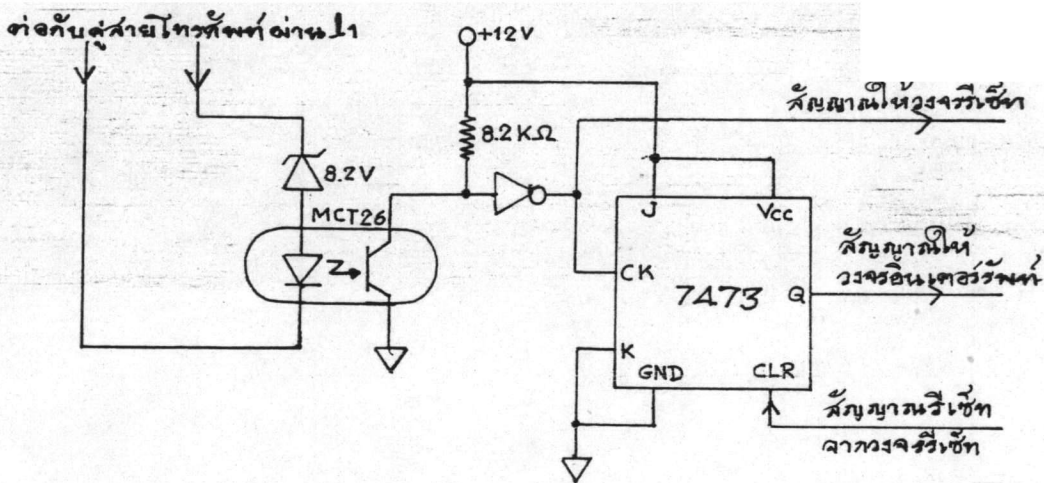 ต่อกับคู่สายโทรศัพท์ผ่าน L1
+12V
8.2KΩ
8.2V
MCT26
สัญญาณให้วงจรรีเซ็ท
J
Vcc
CK
7473
Q
สัญญาณให้
วงจรอินเตอร์รัพท์
K
GND
CLR
สัญญาณรีเซ็ท
จากวงจรรีเซ็ท